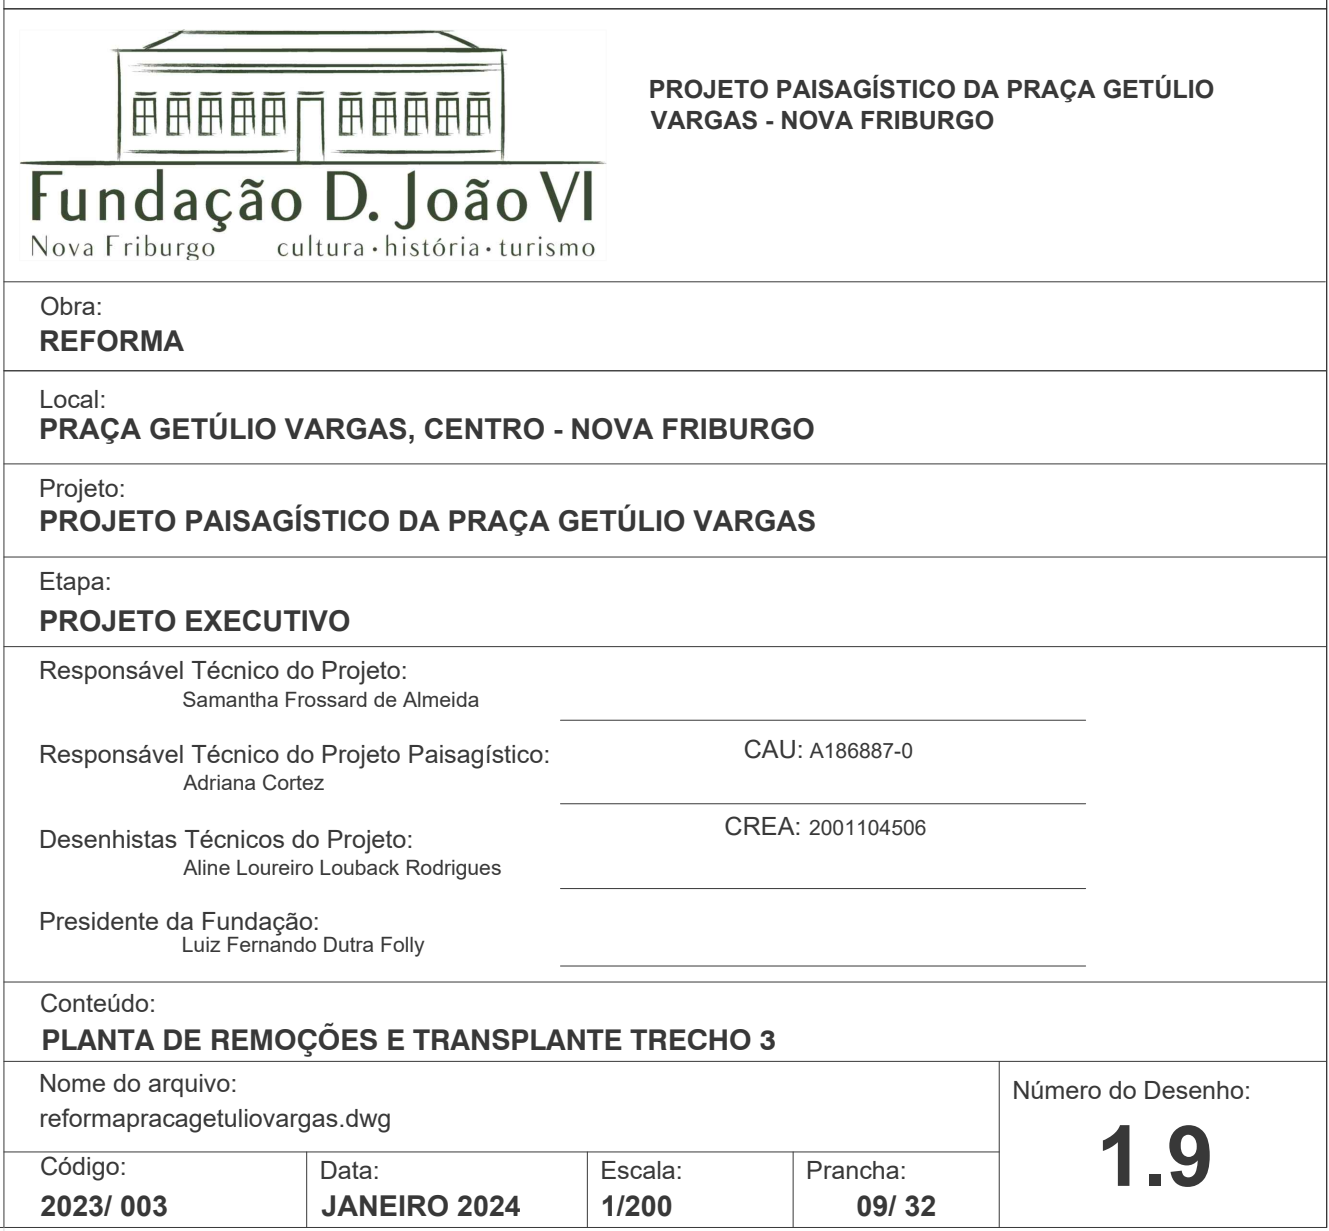 Fundação D. João VI
Nova Friburgo cultura · história · turismo
PROJETO PAISAGÍSTICO DA PRAÇA GETÚLIO
VARGAS - NOVA FRIBURGO
Obra:
REFORMA
Local:
PRAÇA GETÚLIO VARGAS, CENTRO - NOVA FRIBURGO
Projeto:
PROJETO PAISAGÍSTICO DA PRAÇA GETÚLIO VARGAS
Etapa:
PROJETO EXECUTIVO
Responsável Técnico do Projeto:
Samantha Frossard de Almeida
CAU: A186887-0
Responsável Técnico do Projeto Paisagístico:
Adriana Cortez
CREA: 2001104506
Desenhistas Técnicos do Projeto:
Aline Loureiro Louback Rodrigues
Presidente da Fundação:
Luiz Fernando Dutra Folly
Conteúdo:
PLANTA DE REMOÇÕES E TRANSPLANTE TRECHO 3
Nome do arquivo:
reformapracagetuliovargas.dwg
Número do Desenho:
1.9
Código:
2023/ 003
Data:
JANEIRO 2024
Escala:
1/200
Prancha:
09/ 32